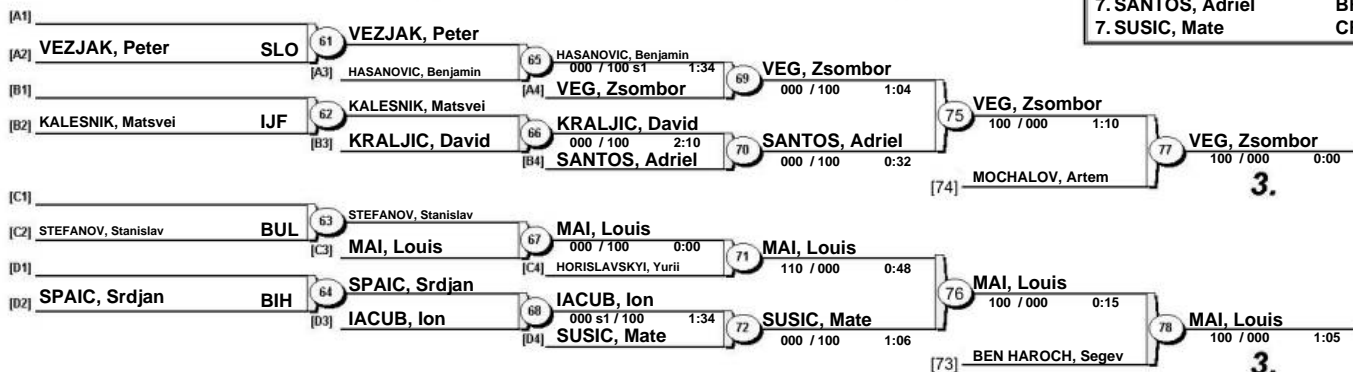 7. SANTOS, Adriel
7. SUSIC, Mate
[A1]
[A2] VEZJAK, Peter SLO
61
VEZJAK, Peter
[A3] HASANOVIC, Benjamin
65
HASANOVIC, Benjamin
000 / 100 s1 1:34
[A4] VEG, Zsombor
69
VEG, Zsombor
000 / 100 1:04
[B1]
[B2] KALESNIK, Matsvei IJF
62
KALESNIK, Matsvei
[B3] KRALJIC, David
66
KRALJIC, David
000 / 100 2:10
[B4] SANTOS, Adriel
70
SANTOS, Adriel
000 / 100 0:32
75
VEG, Zsombor
100 / 000 1:10
[74] MOCHALOV, Artem
77
VEG, Zsombor
100 / 000 0:00
3.
[C1]
[C2] STEFANOV, Stanislav BUL
63
STEFANOV, Stanislav
[C3] MAI, Louis
67
MAI, Louis
000 / 100 0:00
[C4] HORISLAVSKYI, Yurii
71
MAI, Louis
110 / 000 0:48
[D1]
[D2] SPAIC, Srdjan BIH
64
SPAIC, Srdjan
[D3] IACUB, Ion
68
IACUB, Ion
000 s1 / 100 1:34
[D4] SUSIC, Mate
72
SUSIC, Mate
000 / 100 1:06
76
MAI, Louis
100 / 000 0:15
[73] BEN HAROCH, Segev
78
MAI, Louis
100 / 000 1:05
3.